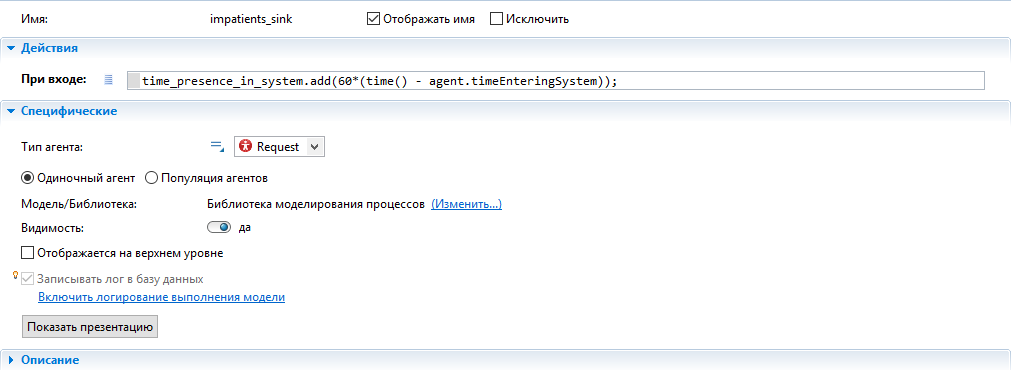 Имя: impatients_sink Отображать имя Исключить
Действия
При входе: time_presence_in_system.add(60*(time() - agent.timeEnteringSystem));
Специфические
Тип агента: Request
Одиночный агент Популяция агентов
Модель/Библиотека: Библиотека моделирования процессов (Изменить...)
Видимость: да
Отображается на верхнем уровне
Записывать лог в базу данных
Включить логирование выполнения модели
Показать презентацию
Описание